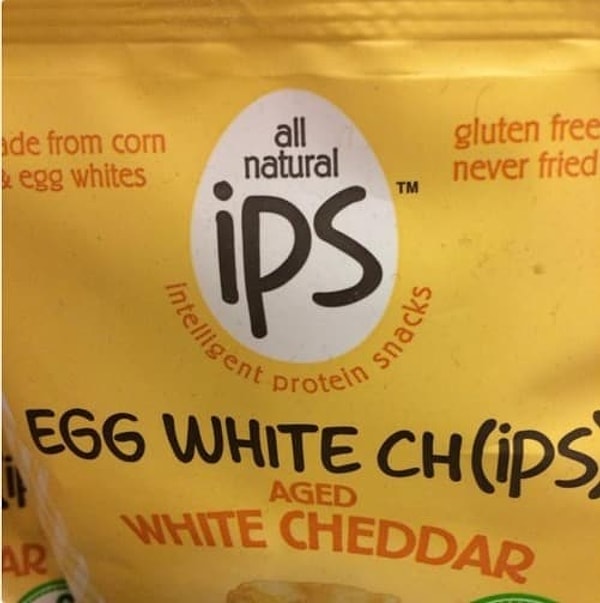 ade from corn
& egg whites
all
natural
ips
TM
intelligent protein snacks
gluten free
never fried
EGG WHITE CH(iPS)
AGED
WHITE CHEDDAR
AR